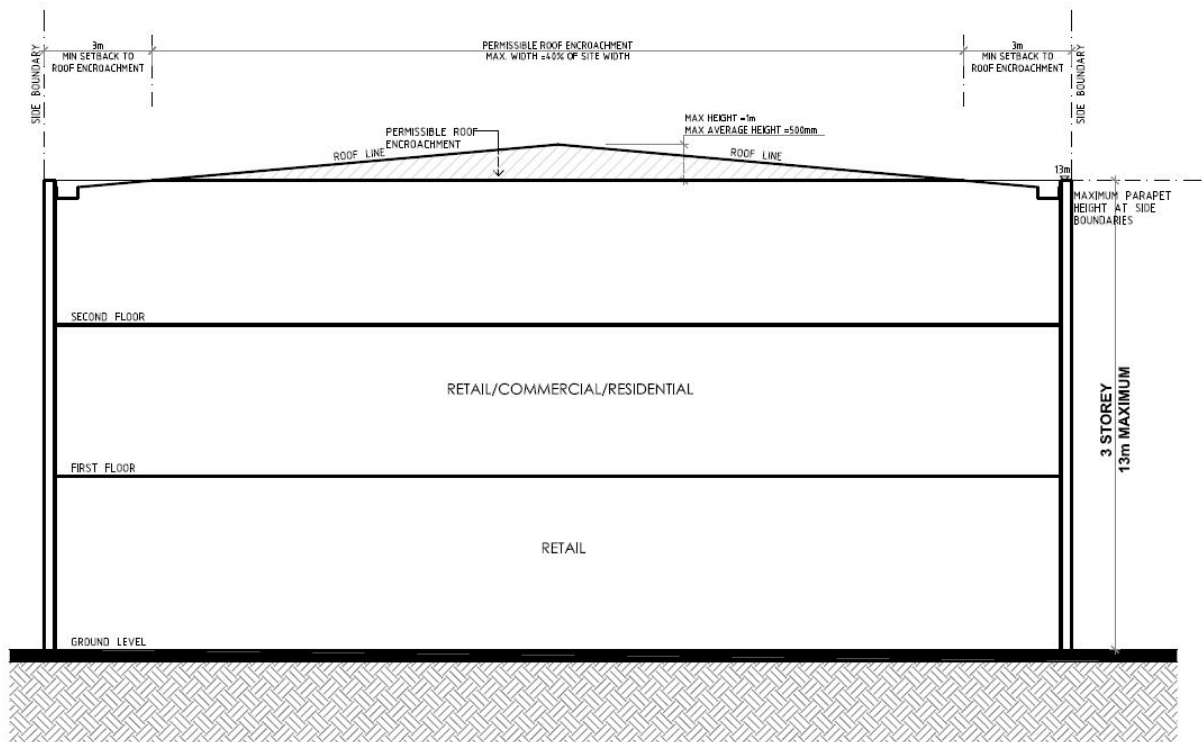 3m
MIN SETBACK TO
ROOF ENCROACHMENT
PERMISSIBLE ROOF ENCROACHMENT
MAX. WIDTH =40% OF SITE WIDTH
3m
MIN SETBACK TO
ROOF ENCROACHMENT
SIDE BOUNDARY
SIDE BOUNDARY
MAX HEIGHT =1m
MAX AVERAGE HEIGHT =500mm
PERMISSIBLE ROOF
ENCROACHMENT
ROOF LINE
ROOF LINE
13m
MAXIMUM PARAPET
HEIGHT AT SIDE
BOUNDARIES
SECOND FLOOR
RETAIL/COMMERCIAL/RESIDENTIAL
3 STOREY
13m MAXIMUM
FIRST FLOOR
RETAIL
GROUND LEVEL